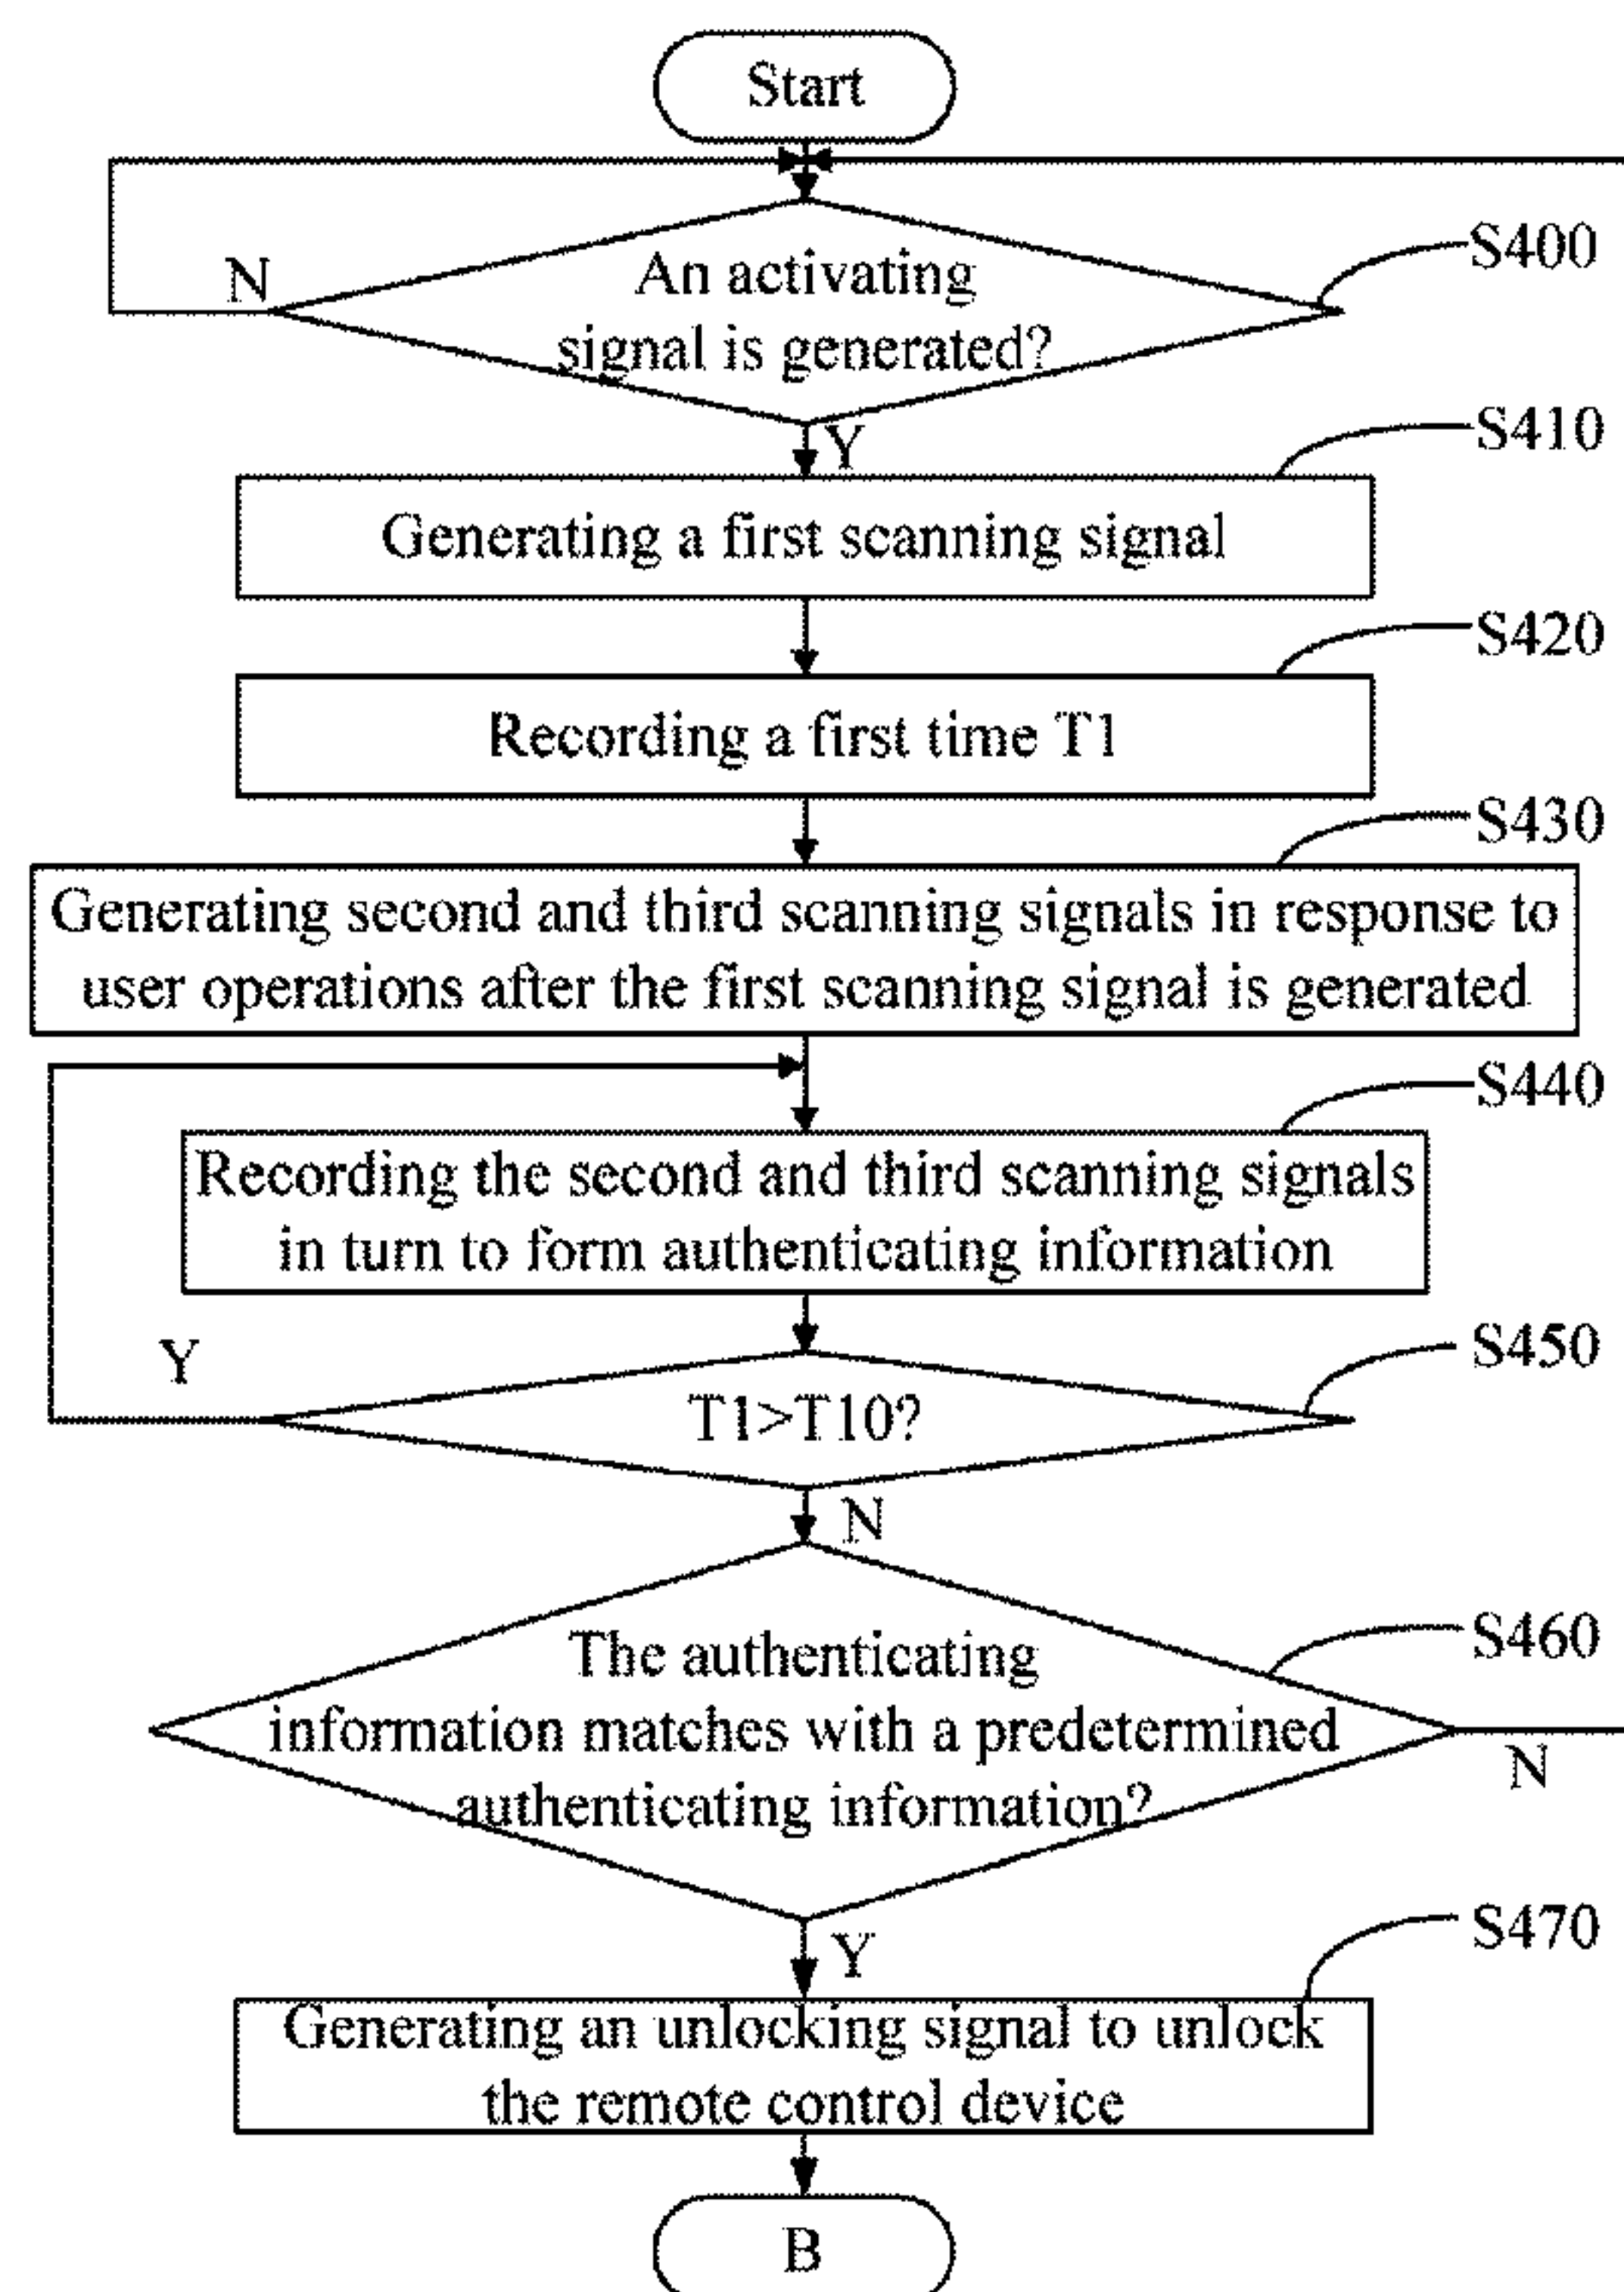 Start
N
An activating
signal is generated?
S400
Y
S410
Generating a first scanning signal
S420
Recording a first time T1
S430
Generating second and third scanning signals in response to
user operations after the first scanning signal is generated
S440
Recording the second and third scanning signals
in turn to form authenticating information
Y
S450
T1>T10?
N
S460
The authenticating
information matches with a predetermined
authenticating information?
N
Y
S470
Generating an unlocking signal to unlock
the remote control device
B